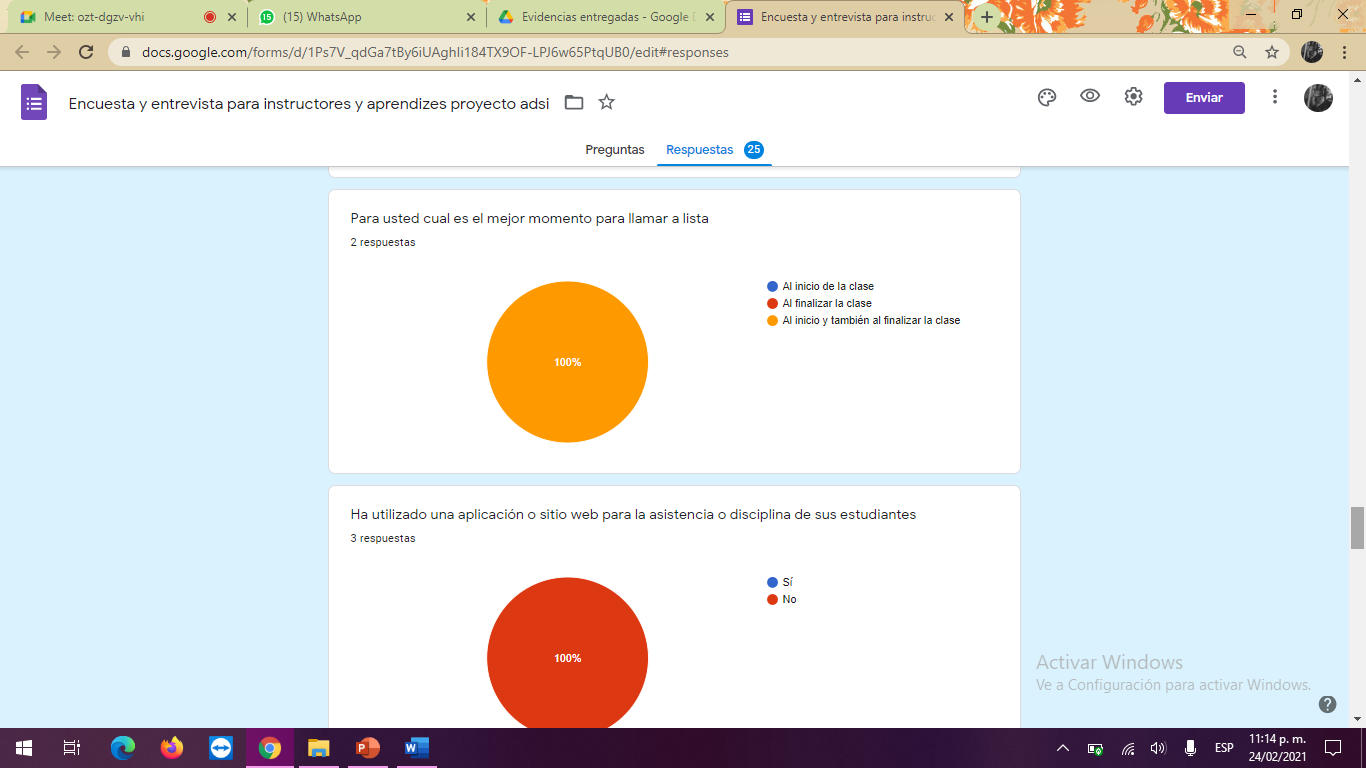 Meet: ozt-dgzv-vhi
(15) WhatsApp
Evidencias entregadas - Google D
Encuesta y entrevista para instruc
docs.google.com/forms/d/1Ps7V_qdGa7tBy6iUAghIi184TX9OF-LPJ6w65PtqUB0/edit#responses
Encuesta y entrevista para instructores y aprendizes proyecto adsi
Enviar
Preguntas
Respuestas 25
Para usted cual es el mejor momento para llamar a lista
2 respuestas
Al inicio de la clase
Al finalizar la clase
Al inicio y también al finalizar la clase
100%
Ha utilizado una aplicación o sitio web para la asistencia o disciplina de sus estudiantes
3 respuestas
Sí
No
100%
Activar Windows
Ve a Configuración para activar Windows.
ESP
11:14 p. m.
24/02/2021